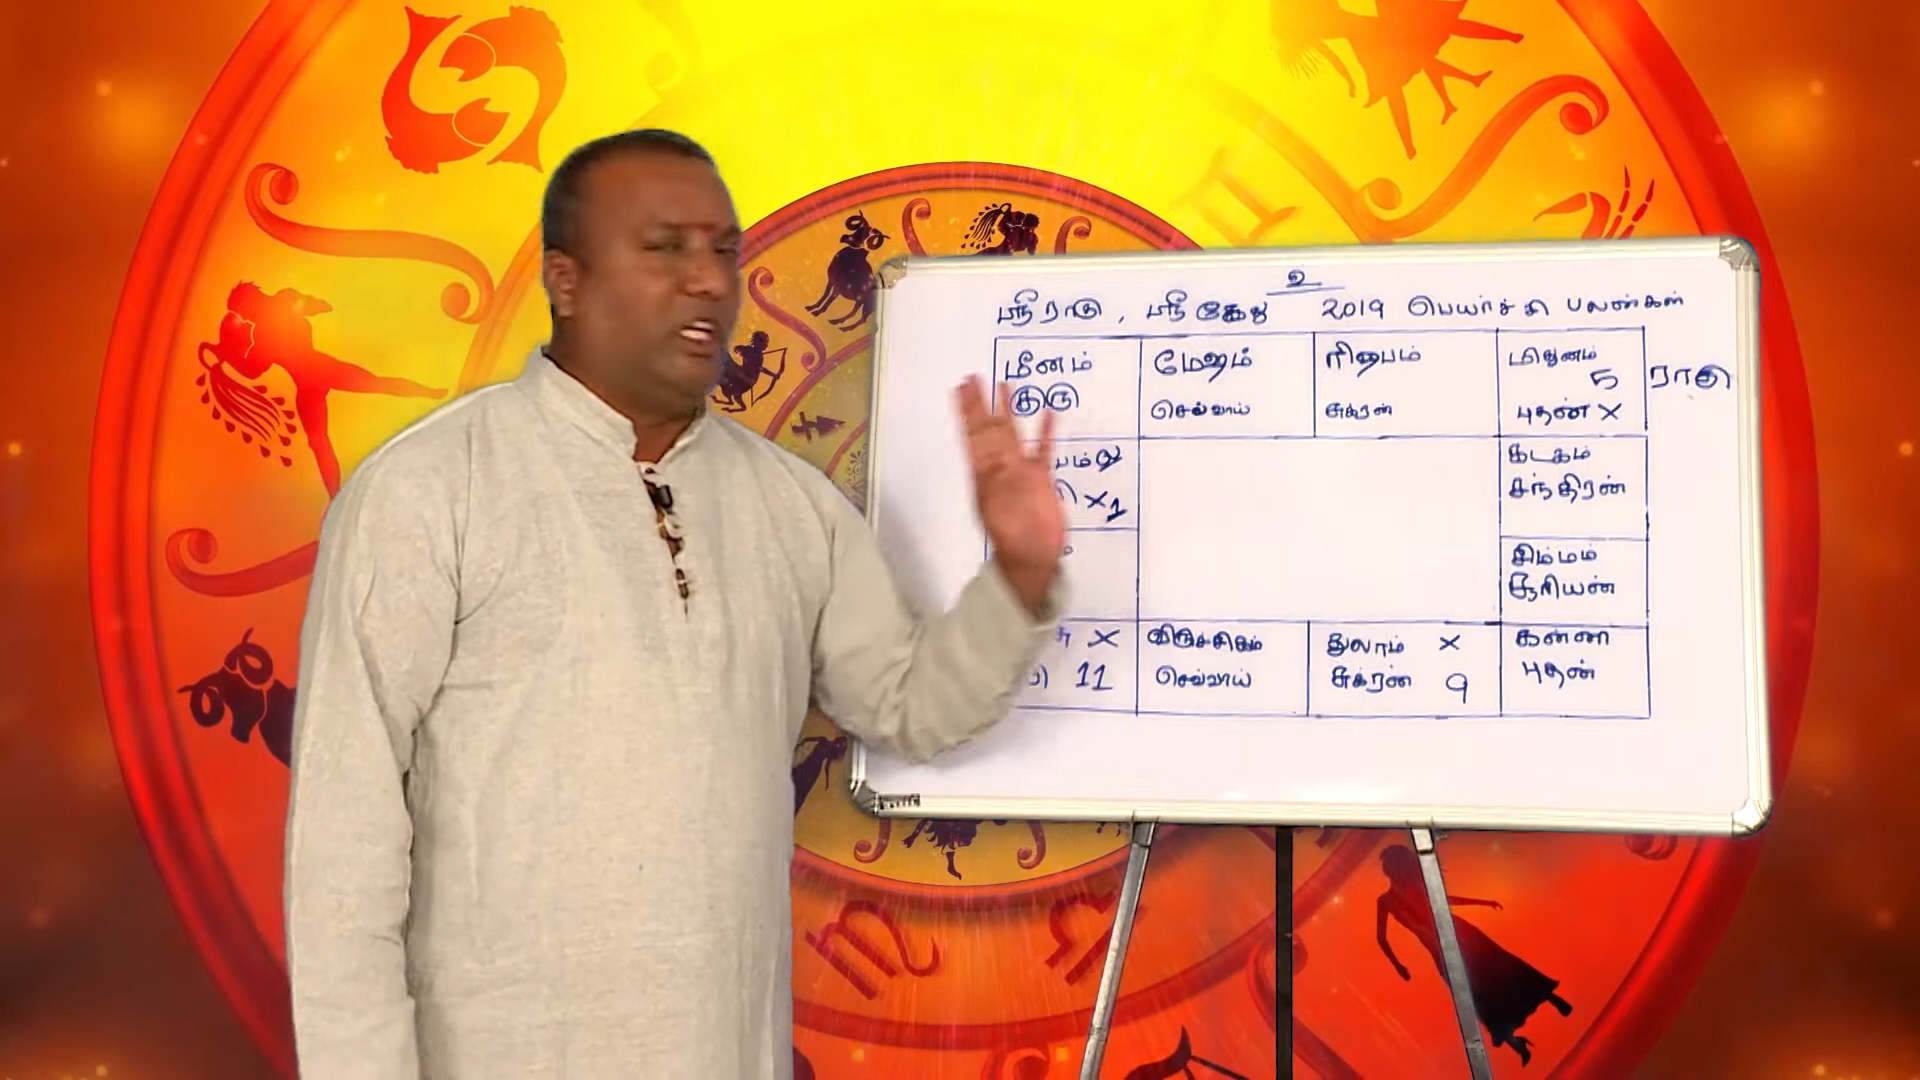 உ
ஸ்ரீ ராகு , ஸ்ரீ கேது 2019 பெயர்ச்சி பலன்கள்
மீனம் மேஷம் ரிஷபம் மிதுனம்
5 ராகு
குரு செவ்வாய் சுக்ரன் புதன் X
கடகம்
X1 சந்திரன்
சிம்மம்
சூரியன்
X விருச்சிகம் துலாம் X கன்னி
11 செவ்வாய் சுக்ரன் 9 புதன்